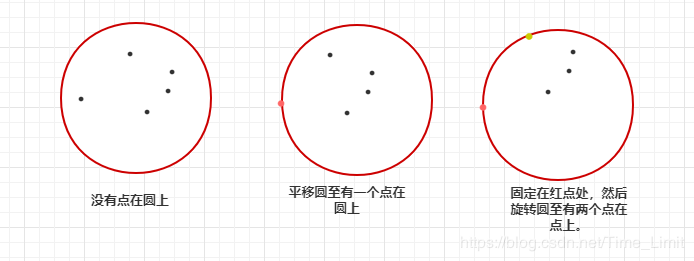 没有点在圆上
平移圆至有一个点在
圆上
固定在红点处，然后
旋转圆至有两个点在
点上。
https://blog.csdn.net/Time_Limit